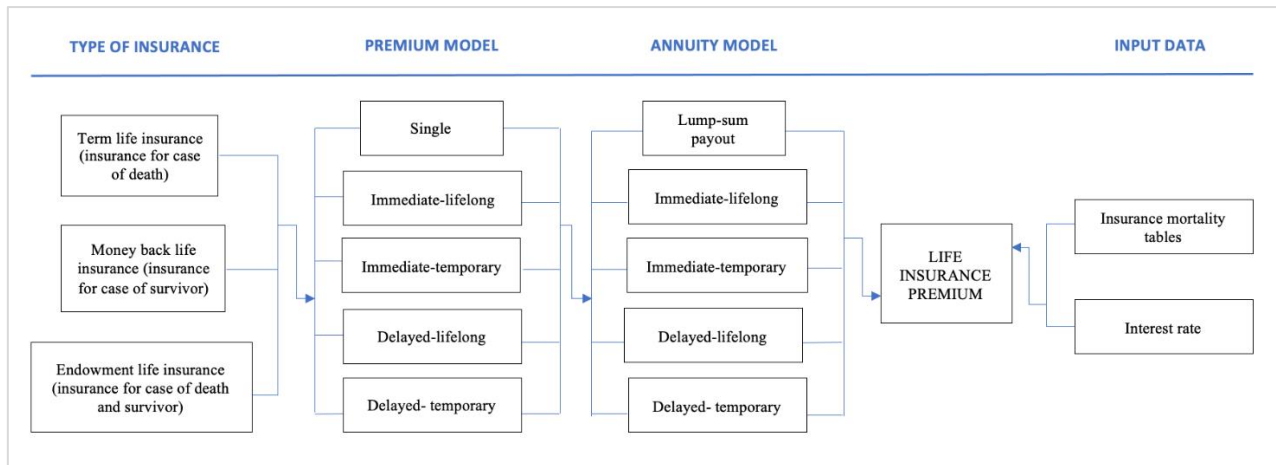 TYPE OF INSURANCE
PREMIUM MODEL
ANNUITY MODEL
INPUT DATA
Term life insurance
(insurance for case
of death)
Money back life
insurance (insurance
for case of survivor)
Endowment life insurance
(insurance for case of death
and survivor)
Single
Immediate-lifelong
Immediate-temporary
Delayed-lifelong
Delayed- temporary
Lump-sum
payout
Immediate-lifelong
Immediate-temporary
Delayed-lifelong
Delayed- temporary
LIFE
INSURANCE
PREMIUM
Insurance mortality
tables
Interest rate